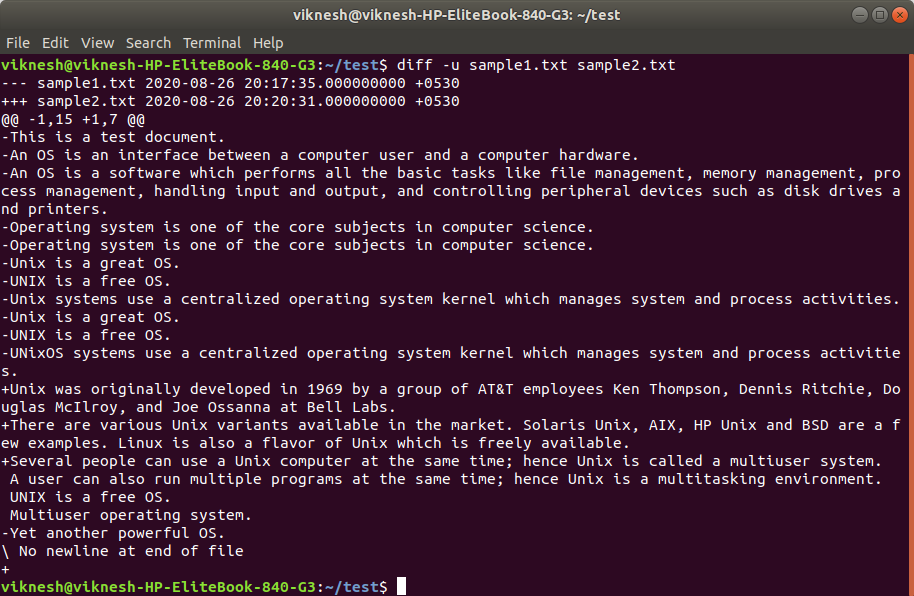 viknesh@viknesh-HP-EliteBook-840-G3: ~/test
File Edit View Search Terminal Help
viknesh@viknesh-HP-EliteBook-840-G3:~/test$ diff -u sample1.txt sample2.txt
--- sample1.txt 2020-08-26 20:17:35.000000000 +0530
+++ sample2.txt 2020-08-26 20:20:31.000000000 +0530
@@ -1,15 +1,7 @@
-This is a test document.
-An OS is an interface between a computer user and a computer hardware.
-An OS is a software which performs all the basic tasks like file management, memory management, pro
cess management, handling input and output, and controlling peripheral devices such as disk drives a
nd printers.
-Operating system is one of the core subjects in computer science.
-Operating system is one of the core subjects in computer science.
-Unix is a great OS.
-UNIX is a free OS.
-Unix systems use a centralized operating system kernel which manages system and process activities.
-Unix is a great OS.
-UNIX is a free OS.
-UNixOS systems use a centralized operating system kernel which manages system and process activitie
s.
+Unix was originally developed in 1969 by a group of AT&T employees Ken Thompson, Dennis Ritchie, Do
uglas McIlroy, and Joe Ossanna at Bell Labs.
+There are various Unix variants available in the market. Solaris Unix, AIX, HP Unix and BSD are a f
ew examples. Linux is also a flavor of Unix which is freely available.
+Several people can use a Unix computer at the same time; hence Unix is called a multiuser system.
 A user can also run multiple programs at the same time; hence Unix is a multitasking environment.
 UNIX is a free OS.
 Multiuser operating system.
-Yet another powerful OS.
\ No newline at end of file
+
viknesh@viknesh-HP-EliteBook-840-G3:~/test$